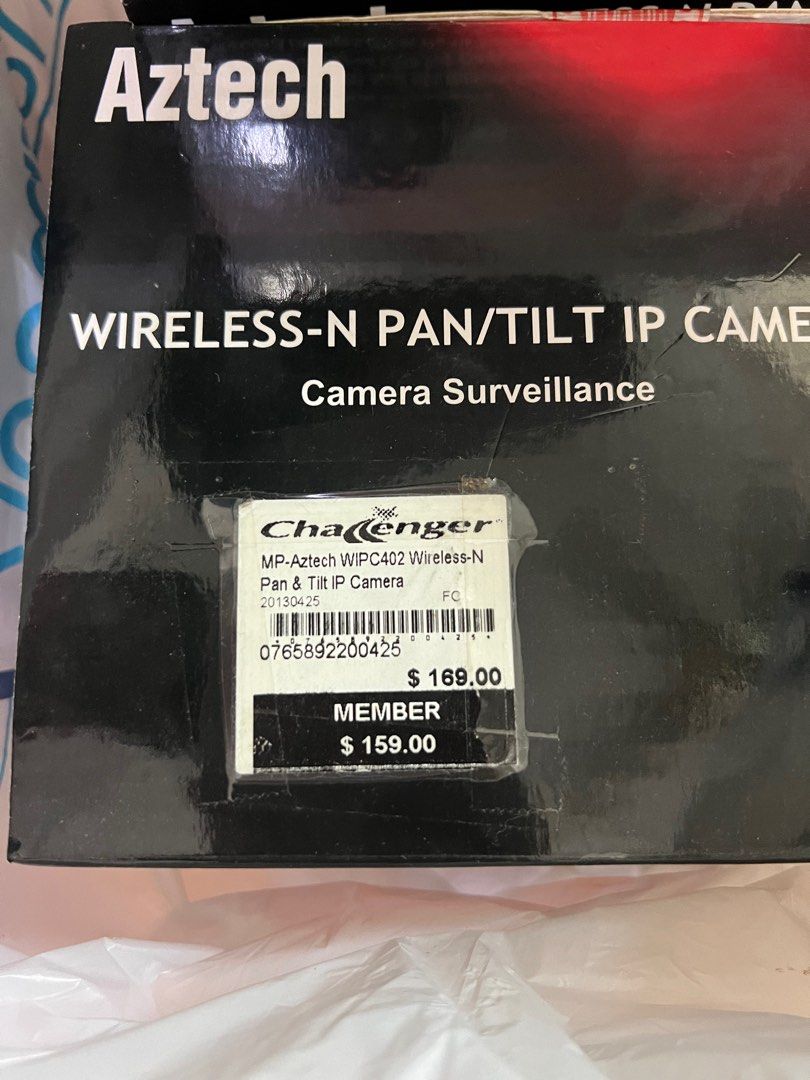 Aztech
WIRELESS-N PAN/TILT IP CAME
Camera Surveillance
Challenger
MP-Aztech WIPC402 Wireless-N
Pan & Tilt IP Camera
20130425 FC
0765892200425
$ 169.00
MEMBER
$ 159.00